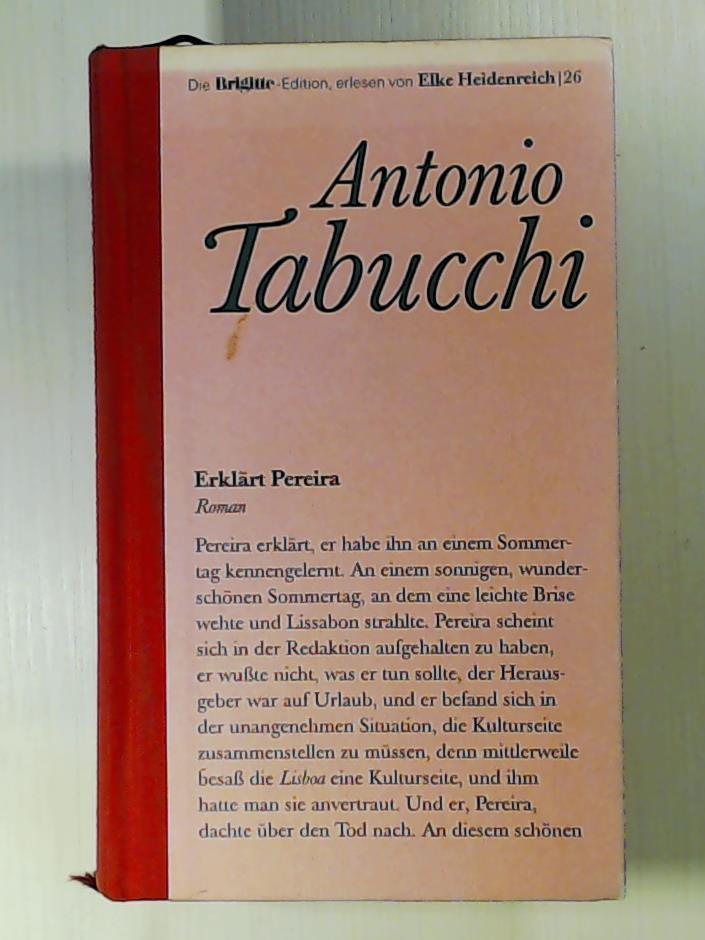 Die Brigitte-Edition, erlesen von Elke Heidenreich | 26
Antonio
Tabucchi
Erklärt Pereira
Roman
Pereira erklärt, er habe ihn an einem Sommer-
tag kennengelernt. An einem sonnigen, wunder-
schönen Sommertag, an dem eine leichte Brise
wehte und Lissabon strahlte. Pereira scheint
sich in der Redaktion aufgehalten zu haben,
er wußte nicht, was er tun sollte, der Heraus-
geber war auf Urlaub, und er befand sich in
der unangenehmen Situation, die Kulturseite
zusammenstellen zu müssen, denn mittlerweile
besaß die Lisboa eine Kulturseite, und ihm
hatte man sie anvertraut. Und er, Pereira,
dachte über den Tod nach. An diesem schönen